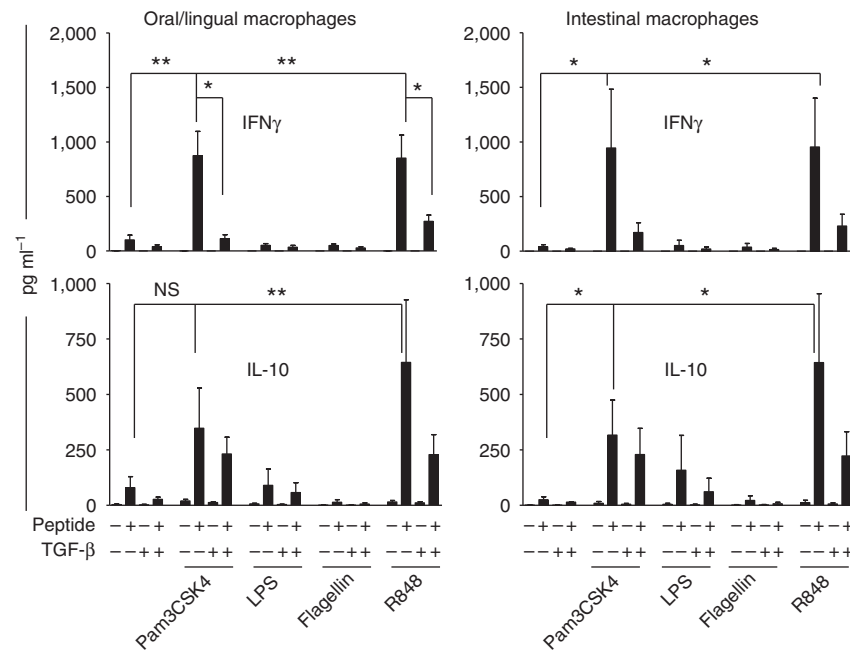 Oral/lingual macrophages
Intestinal macrophages
pg ml⁻¹
2,000
1,500
1,000
500
0
** ** * *
IFNγ
2,000
1,500
1,000
500
0
* *
IFNγ
1,000
750
500
250
0
NS **
IL-10
1,000
750
500
250
0
* *
IL-10
Peptide −+−+ −+−+ −+−+ −+−+ −+−+ −+−+ −+−+ −+−+ −+−+ −+−+
TGF-β −−++ −−++ −−++ −−++ −−++ −−++ −−++ −−++ −−++ −−++
Pam3CSK4 LPS Flagellin R848 Pam3CSK4 LPS Flagellin R848